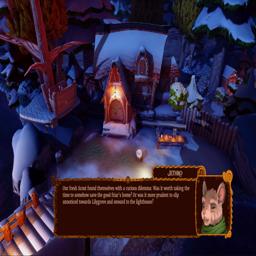 JETHRO
Our fresh Scout found themselves with a curious dilemma: Was it worth taking the
time to somehow save the good friar's home? Or was it more prudent to slip
unnoticed towards Lilygrove and onward to the lighthouse?